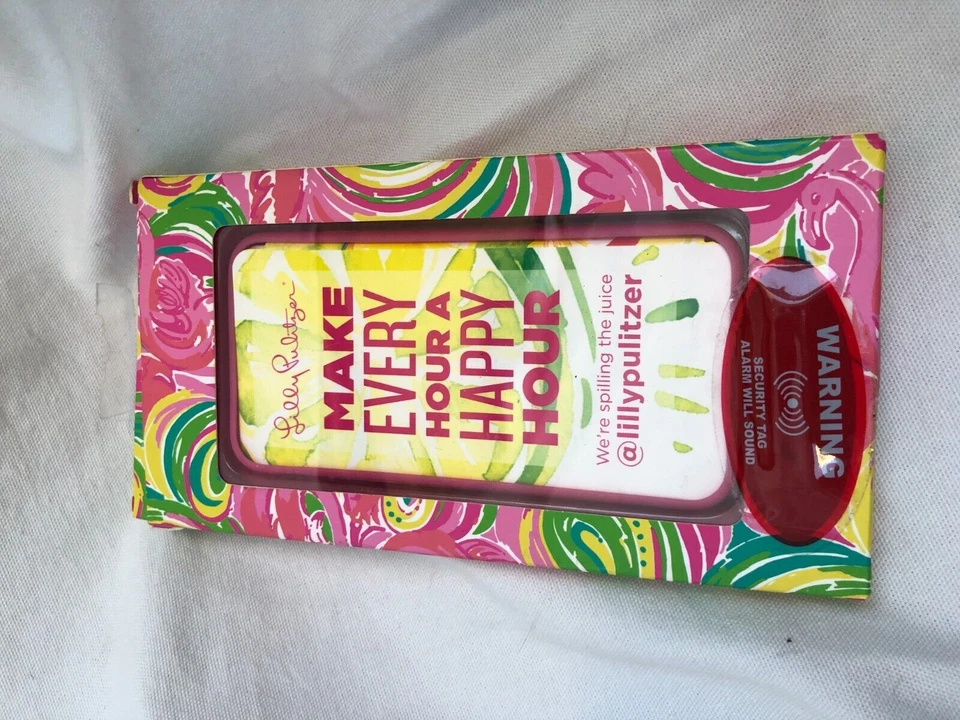 Lilly Pulitzer
MAKE
EVERY
HOUR A
HAPPY
HOUR
We're spilling the juice
@lillypulitzer
WARNING
SECURITY TAG
ALARM WILL SOUND